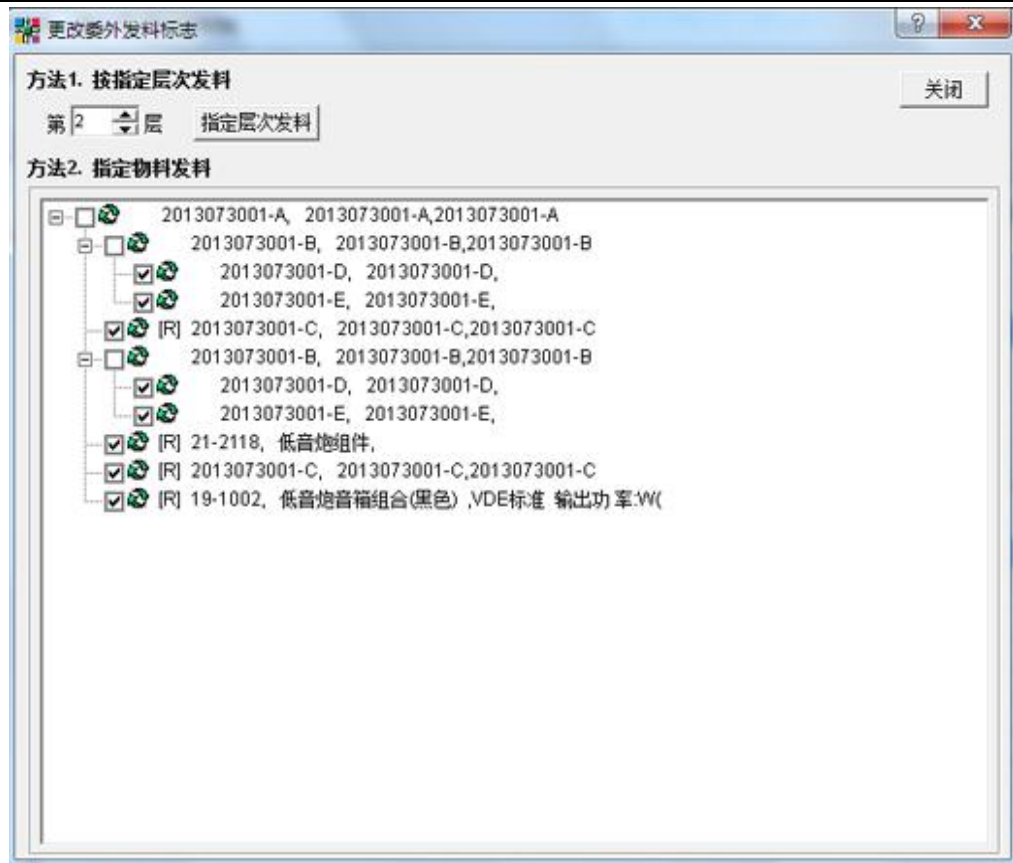 更改委外发料标志
方法1. 按指定层次发料
关闭
第 2 层 指定层次发料
方法2. 指定物料发料
2013073001-A, 2013073001-A,2013073001-A
2013073001-B, 2013073001-B,2013073001-B
2013073001-D, 2013073001-D,
2013073001-E, 2013073001-E,
[R] 2013073001-C, 2013073001-C,2013073001-C
2013073001-B, 2013073001-B,2013073001-B
2013073001-D, 2013073001-D,
2013073001-E, 2013073001-E,
[R] 21-2118, 低音炮组件,
[R] 2013073001-C, 2013073001-C,2013073001-C
[R] 19-1002, 低音炮音箱组合(黑色) ,VDE标准 输出功率:W(